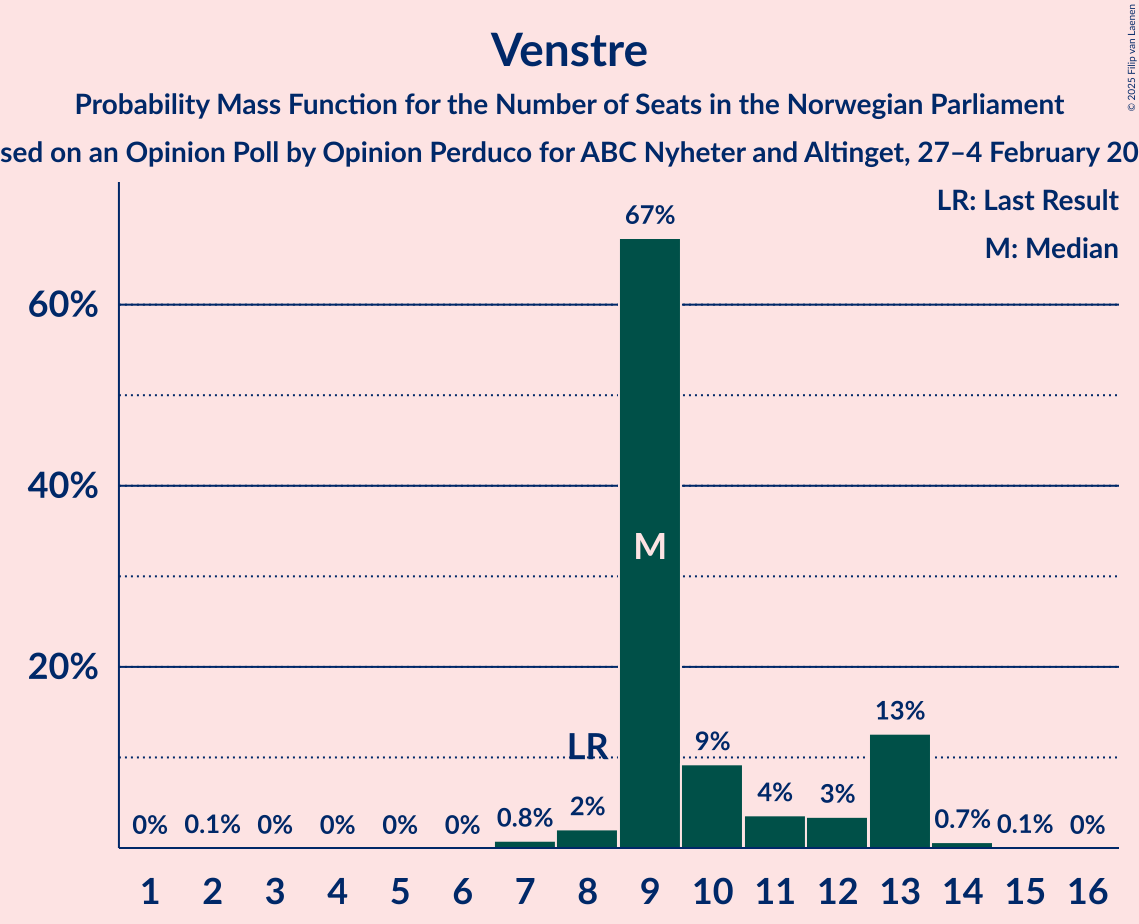 Venstre
Probability Mass Function for the Number of Seats in the Norwegian Parliament
sed on an Opinion Poll by Opinion Perduco for ABC Nyheter and Altinget, 27–4 February 20
© 2025 Filip van Laenen
LR: Last Result
M: Median
67%
60%
40%
M
20%
13%
LR
9%
4%
3%
2%
0% 0.1% 0% 0% 0% 0% 0.8% 0.7% 0.1% 0%
1 2 3 4 5 6 7 8 9 10 11 12 13 14 15 16